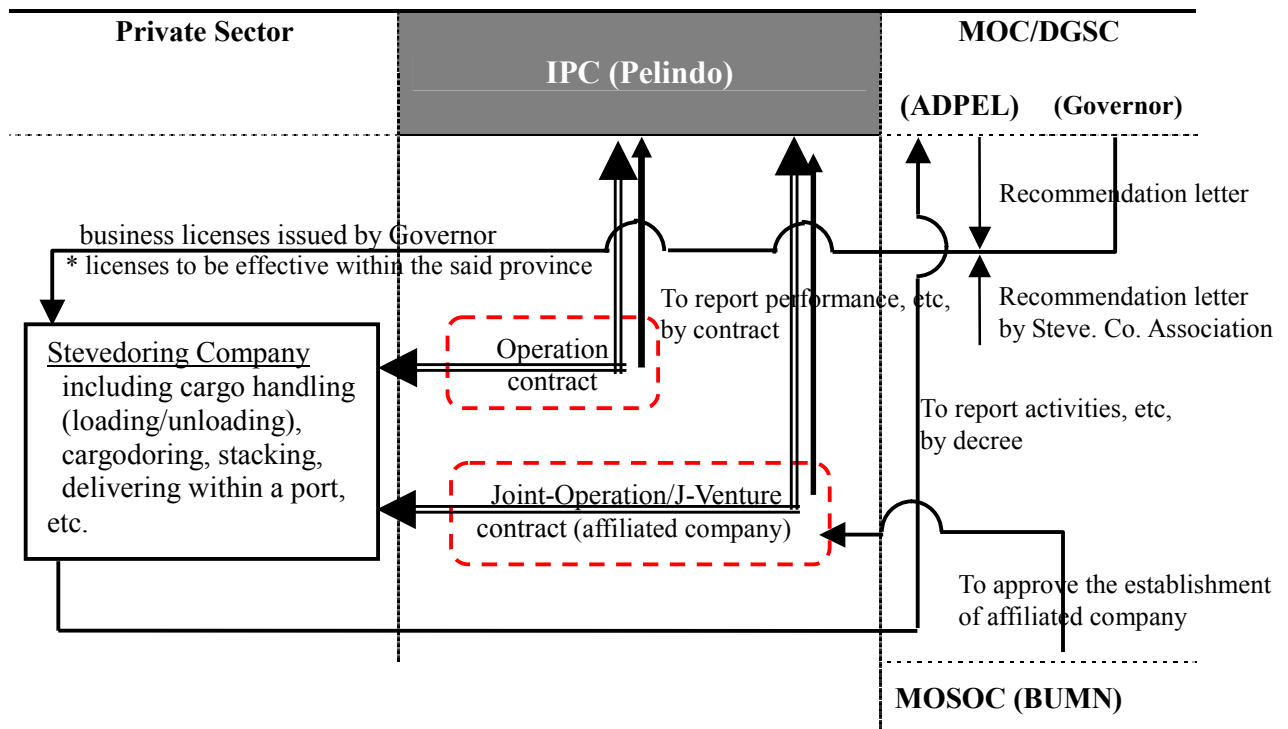 Private Sector
IPC (Pelindo)
MOC/DGSC
(ADPEL)
(Governor)
Recommendation letter
business licenses issued by Governor
* licenses to be effective within the said province
To report performance, etc,
by contract
Recommendation letter
by Steve. Co. Association
Stevedoring Company
including cargo handling
(loading/unloading),
cargodoring, stacking,
delivering within a port,
etc.
Operation
contract
To report activities, etc,
by decree
Joint-Operation/J-Venture
contract (affiliated company)
To approve the establishment
of affiliated company
MOSOC (BUMN)